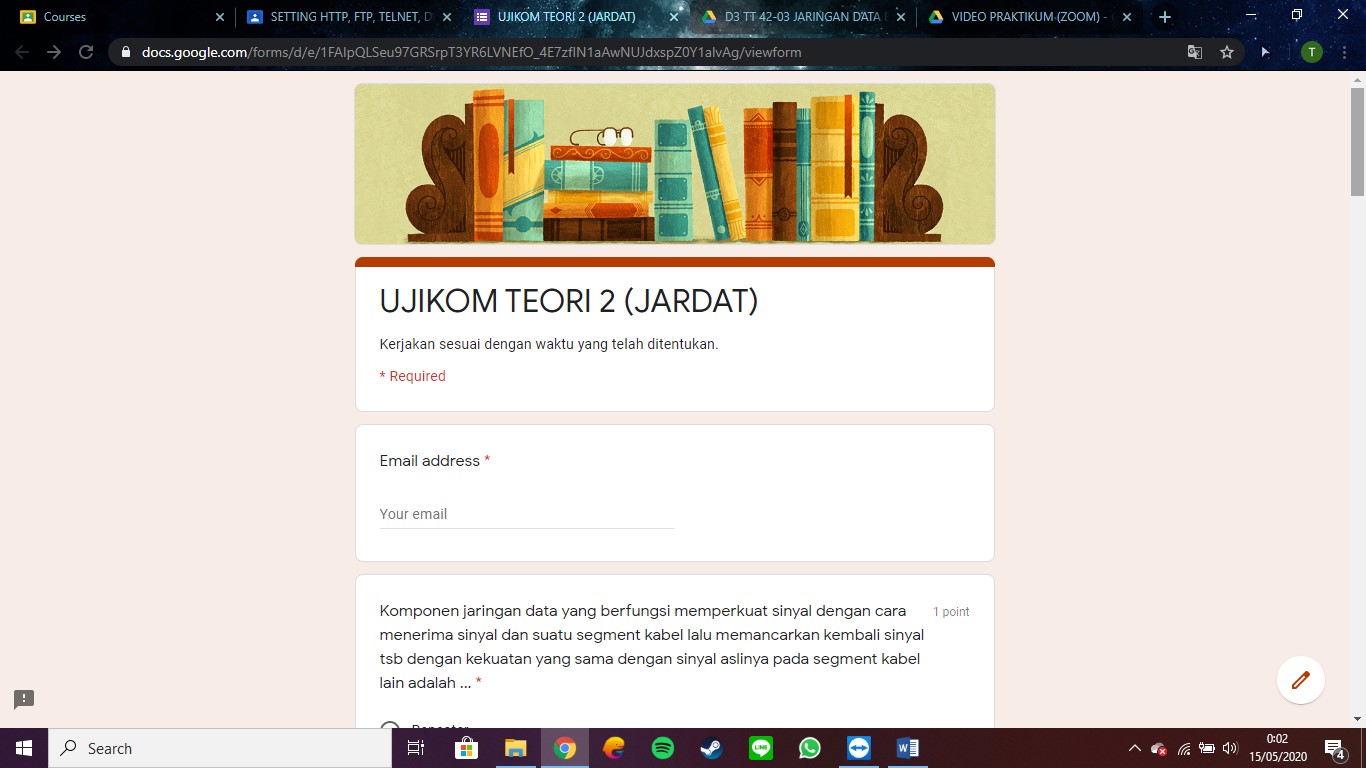 Courses
SETTING HTTP, FTP, TELNET, D
UJIKOM TEORI 2 (JARDAT)
D3 TT 42-03 JARINGAN DATA
VIDEO PRAKTIKUM (ZOOM) -
docs.google.com/forms/d/e/1FAIpQLSeu97GRSrpT3YR6LVNEfO_4E7zfIN1aAwNUJdxspZ0Y1alvAg/viewform
T
UJIKOM TEORI 2 (JARDAT)
Kerjakan sesuai dengan waktu yang telah ditentukan.
* Required
Email address *
Your email
Komponen jaringan data yang berfungsi memperkuat sinyal dengan cara
1 point
menerima sinyal dan suatu segment kabel lalu memancarkan kembali sinyal
tsb dengan kekuatan yang sama dengan sinyal aslinya pada segment kabel
lain adalah ... *
Repeater
Search
LINE
0:02
15/05/2020
4